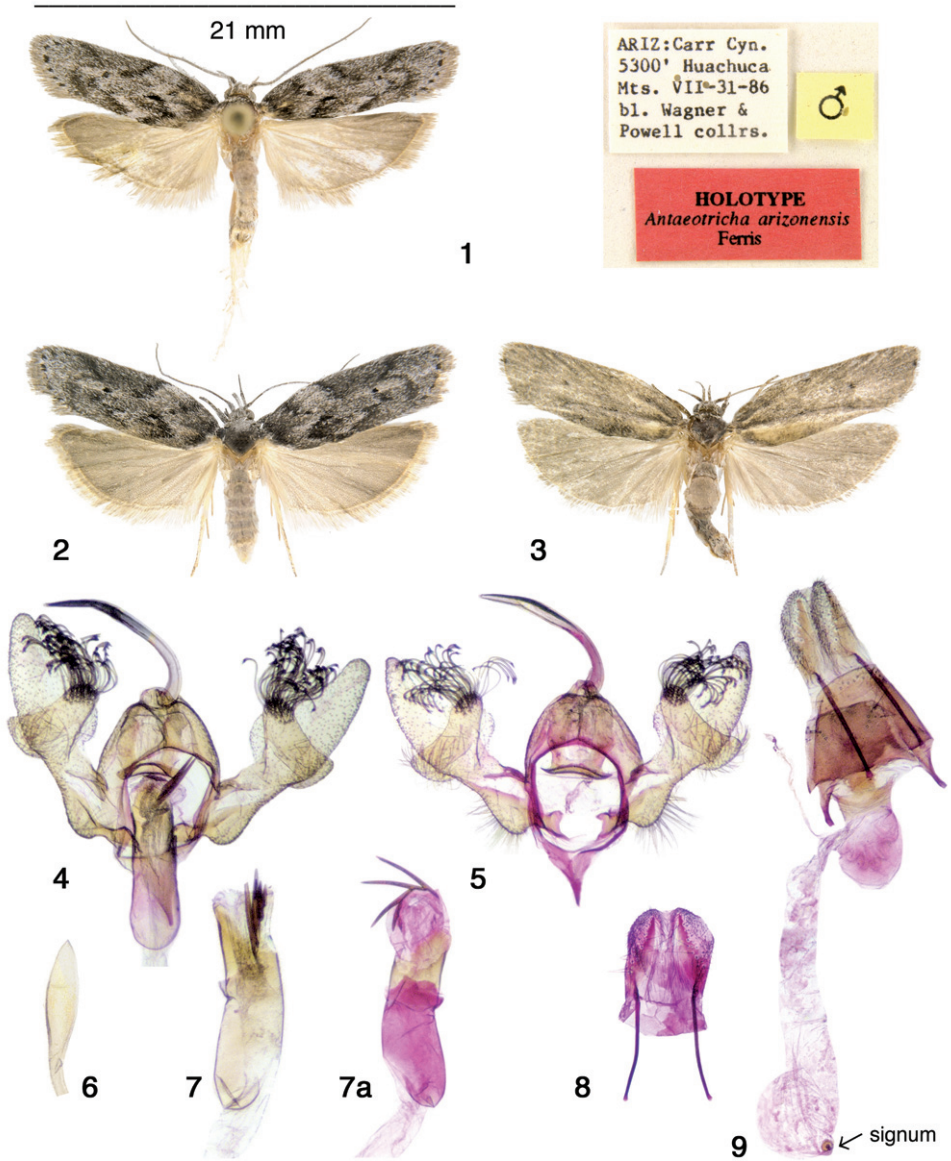 21 mm
ARIZ:Carr Cyn.
5300' Huachuca
Mts. VII-31-86
bl. Wagner &
Powell collrs.
♂
HOLOTYPE
Antaeotricha arizonensis
Ferris
1
2
3
4
5
6
7
7a
8
9
signum